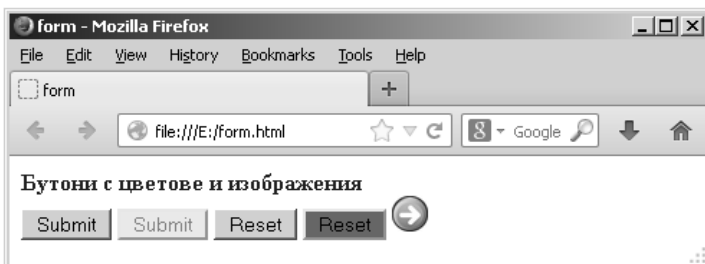 form - Mozilla Firefox
File Edit View History Bookmarks Tools Help
form +
file:///E:/form.html 8 Google
Бутони с цветове и изображения
Submit Submit Reset Reset